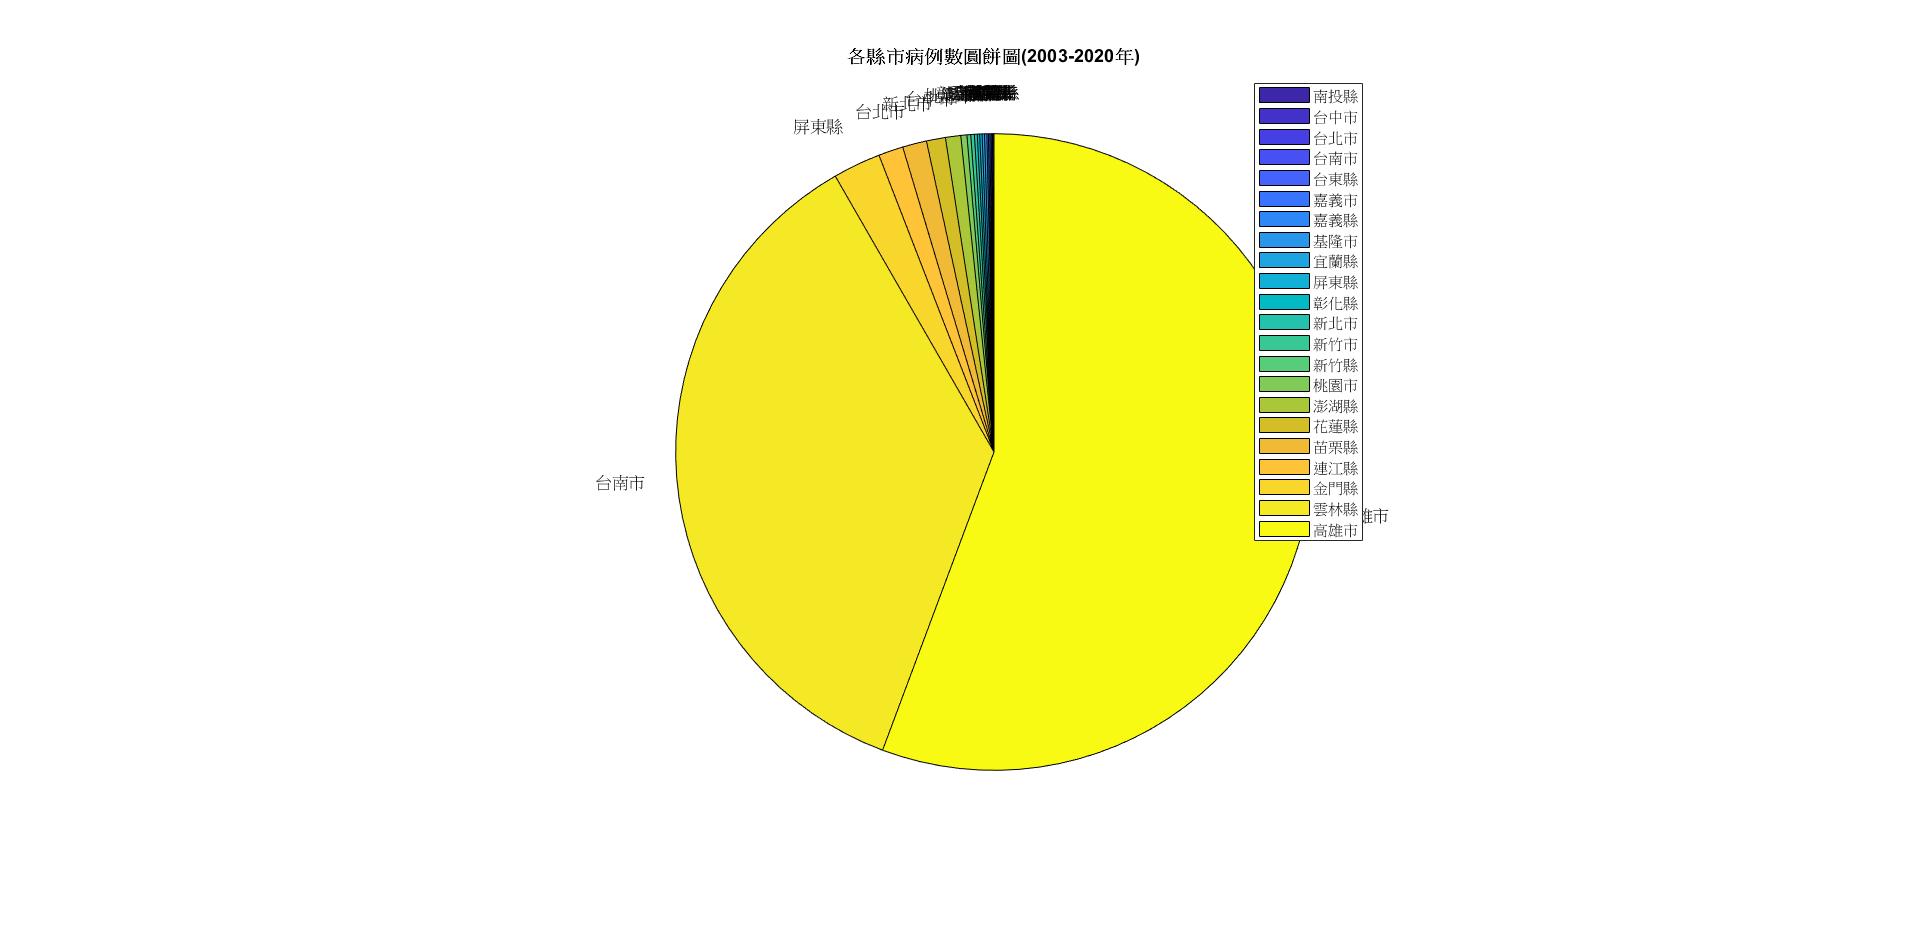 各縣市病例數圓餅圖(2003-2020年)
屏東縣
台北市
新北市
台南市
雄市
南投縣
台中市
台北市
台南市
台東縣
嘉義市
嘉義縣
基隆市
宜蘭縣
屏東縣
彰化縣
新北市
新竹市
新竹縣
桃園市
澎湖縣
花蓮縣
苗栗縣
連江縣
金門縣
雲林縣
高雄市